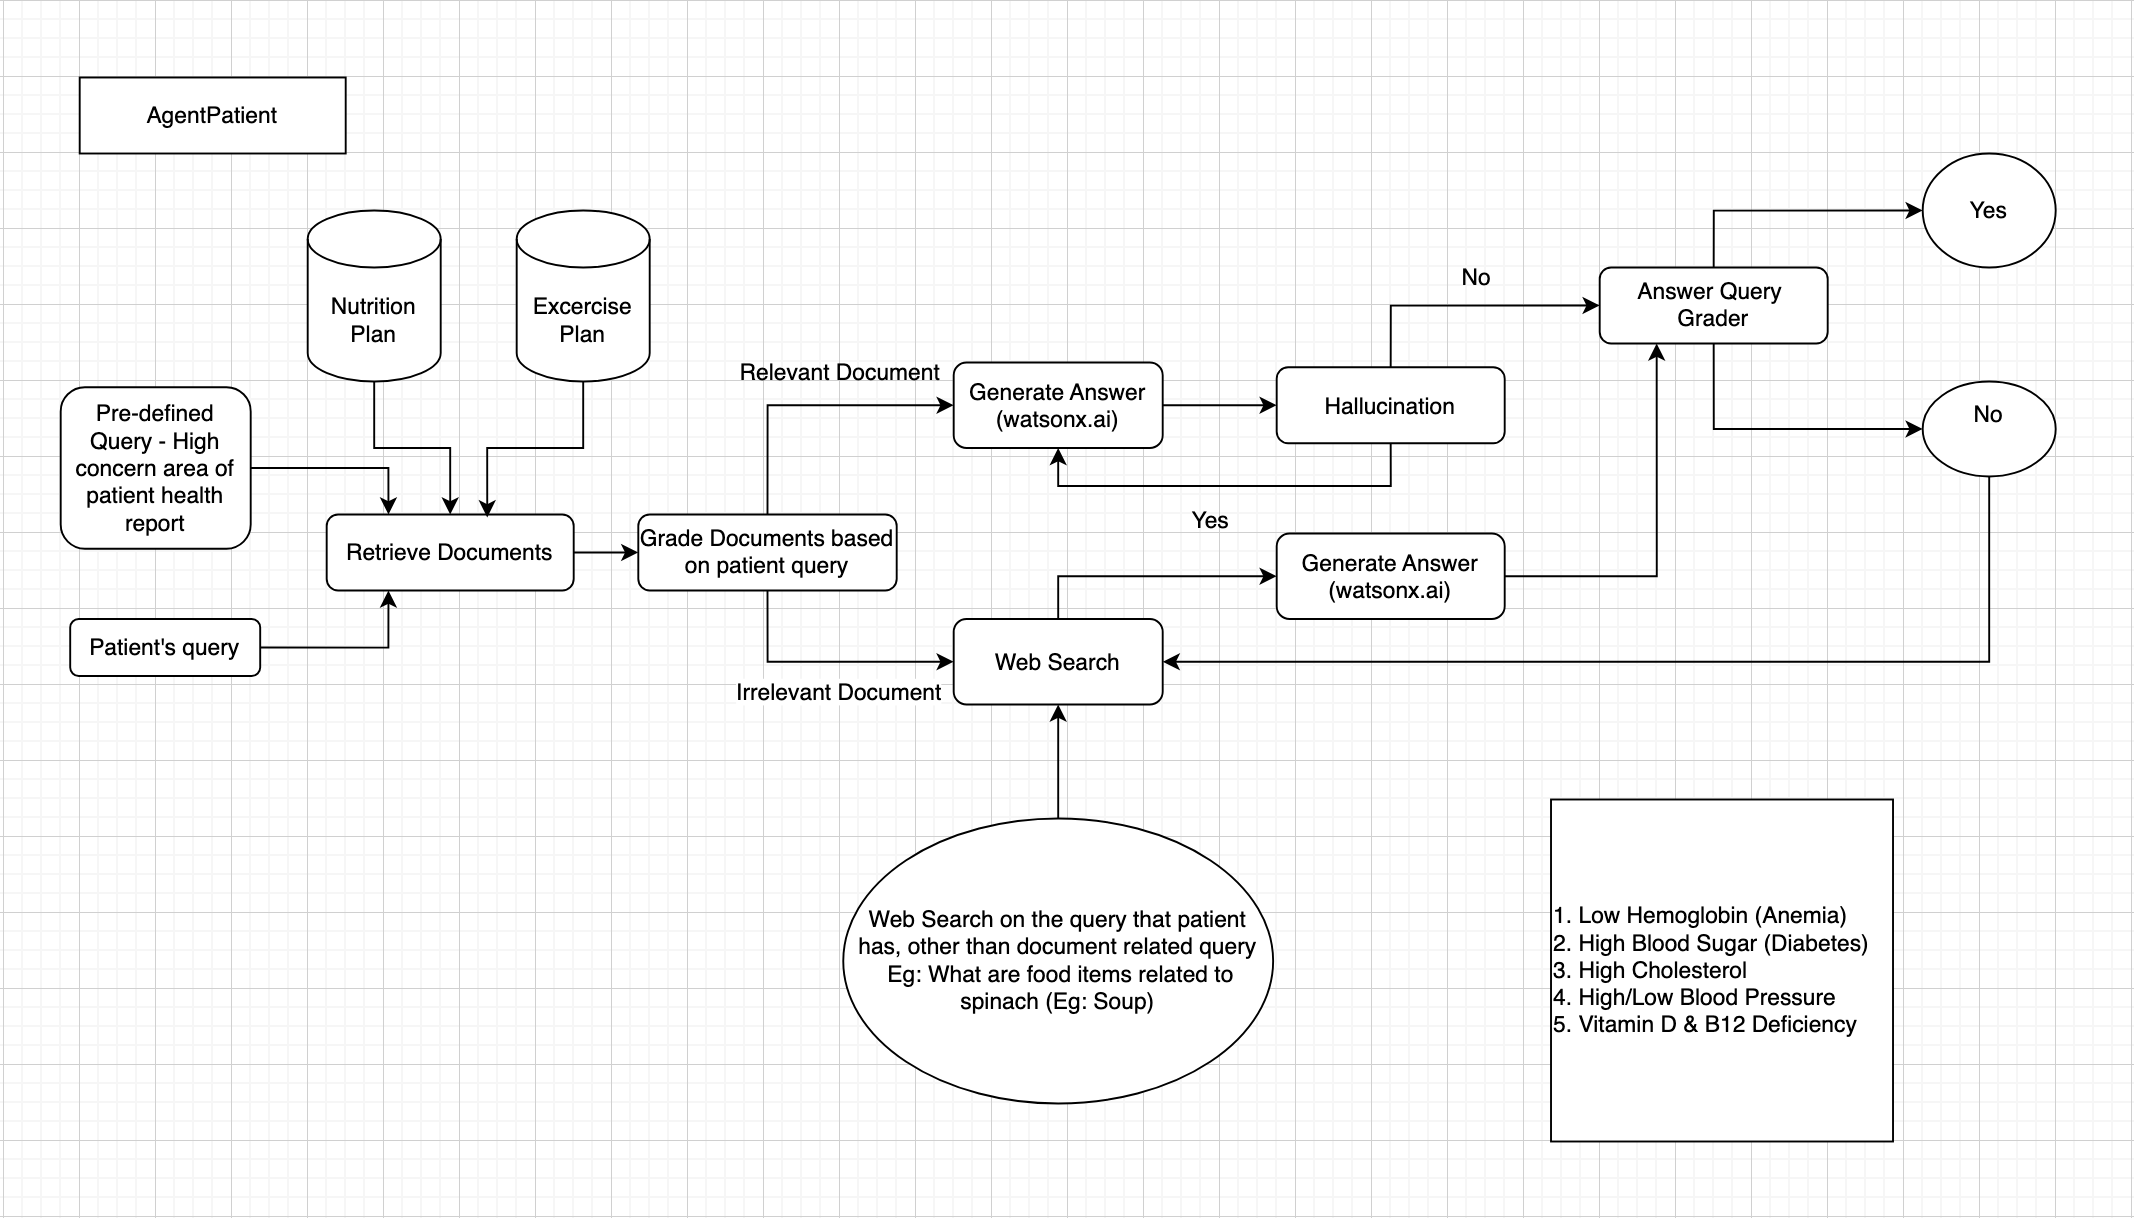 AgentPatient
Nutrition
Plan
Excercise
Plan
Pre-defined
Query - High
concern area of
patient health
report
Retrieve Documents
Patient's query
Grade Documents based
on patient query
Relevant Document
Irrelevant Document
Generate Answer
(watsonx.ai)
Hallucination
No
Yes
Generate Answer
(watsonx.ai)
Web Search
Answer Query
Grader
Yes
No
Web Search on the query that patient
has, other than document related query
Eg: What are food items related to
spinach (Eg: Soup)
1. Low Hemoglobin (Anemia)
2. High Blood Sugar (Diabetes)
3. High Cholesterol
4. High/Low Blood Pressure
5. Vitamin D & B12 Deficiency